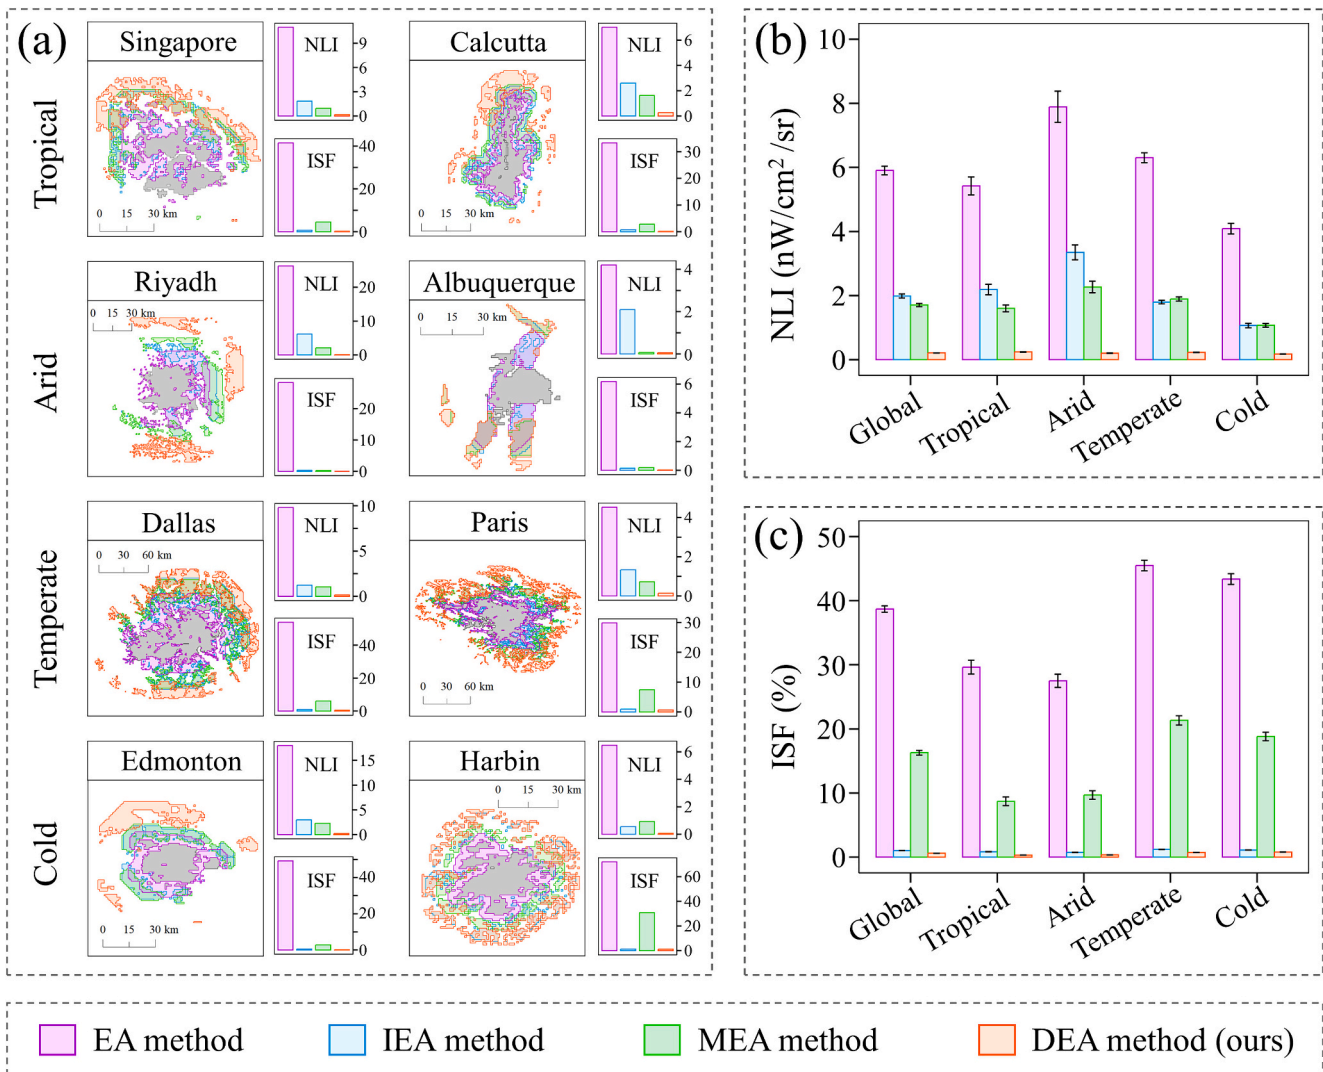 (a)
Tropical
Singapore
0 15 30 km
NLI
9
6
3
0
ISF
40
20
0
Calcutta
0 15 30 km
NLI
6
4
2
0
ISF
30
20
10
0
Arid
Riyadh
0 15 30 km
NLI
20
10
0
ISF
20
10
0
Albuquerque
0 15 30 km
NLI
4
2
0
ISF
6
4
2
0
Temperate
Dallas
0 30 60 km
NLI
10
5
0
ISF
40
20
0
Paris
0 30 60 km
NLI
4
2
0
ISF
30
20
10
0
Cold
Edmonton
0 15 30 km
NLI
15
10
5
0
ISF
40
20
0
Harbin
0 15 30 km
NLI
6
4
2
0
ISF
60
40
20
0
(b)
NLI (nW/cm² /sr)
10
8
6
4
2
0
Global Tropical Arid Temperate Cold
(c)
ISF (%)
50
40
30
20
10
0
Global Tropical Arid Temperate Cold
EA method IEA method MEA method DEA method (ours)